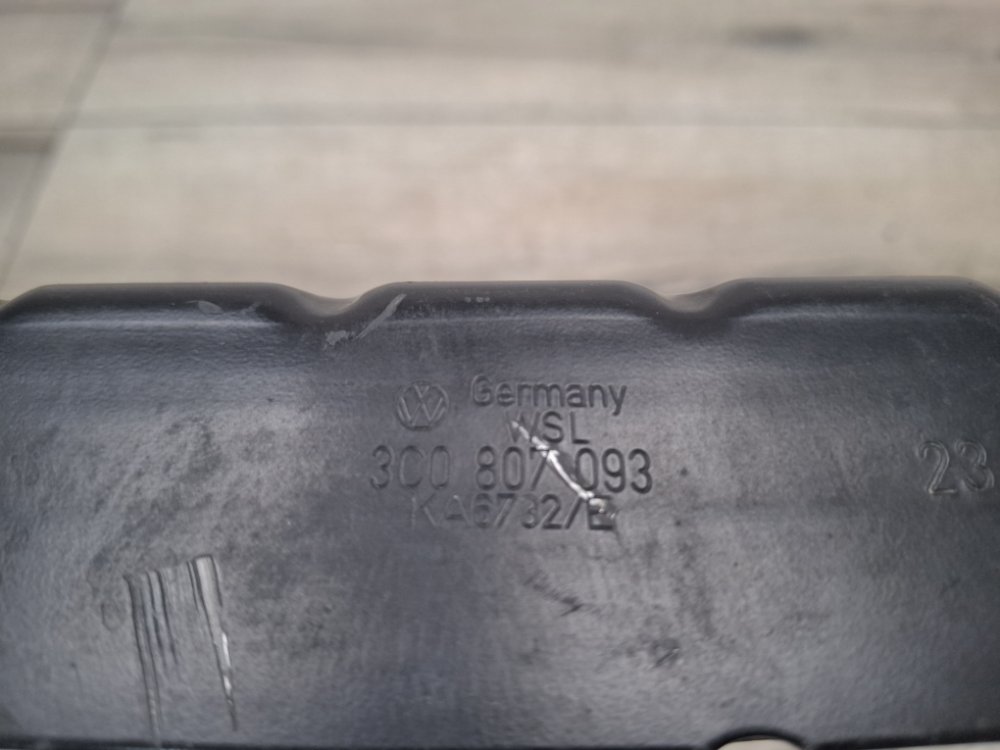 Germany
WSL
3C0 807 093
KA6732/E
23